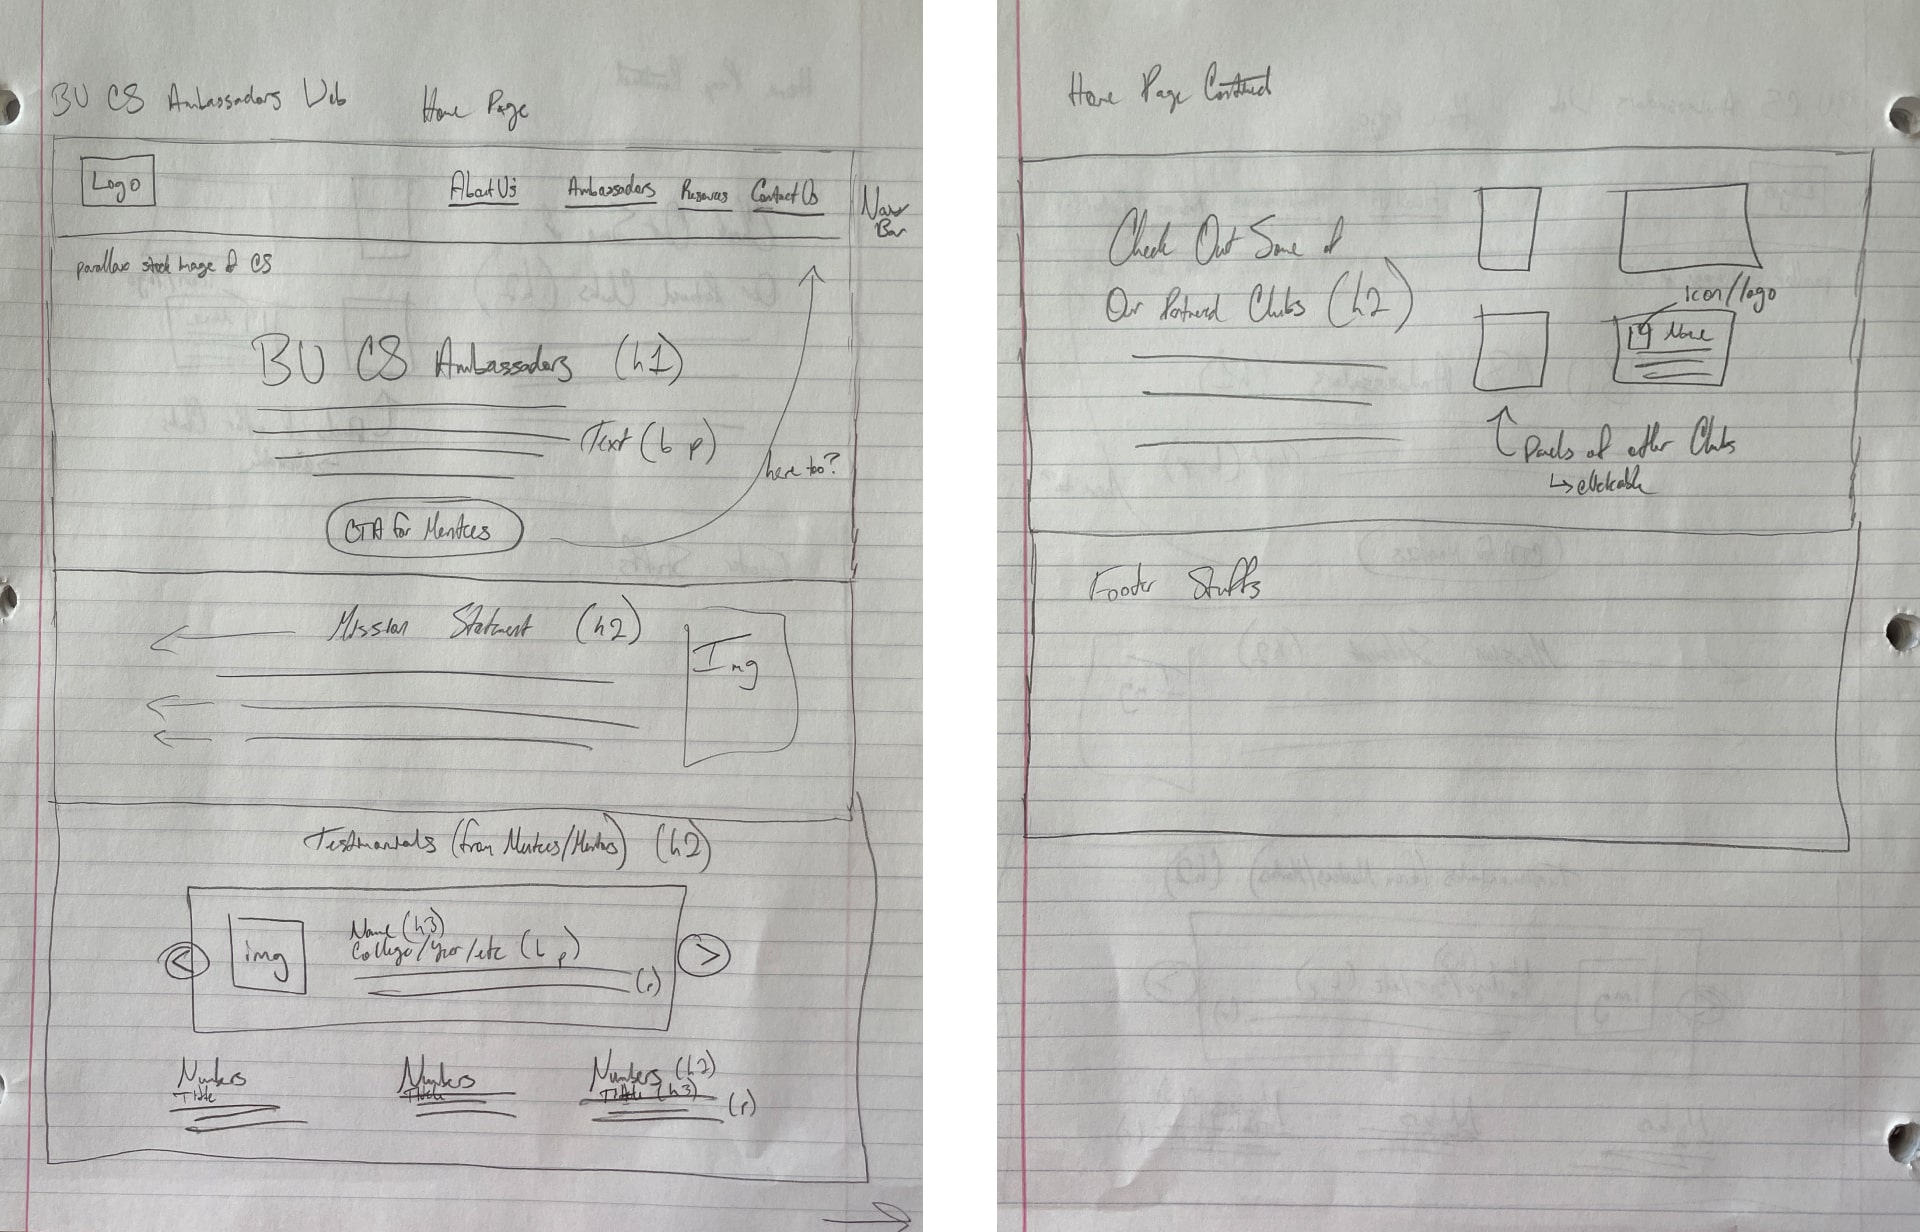 BU CS Ambassadors Web
Home Page
Logo
About Us
Ambassadors
Resources
Contact Us
Nav
Bar
parallax stock image of CS
BU CS Ambassadors (h1)
Text (b p)
here too?
CTA for Mentees
Mission Statement (h2)
Img
Testimonials (from Mentees/Mentors) (h2)
<
img
Name (h3)
College/year/etc (b p)
(p)
>
Numbers
Title
Numbers
Title
Numbers (h2)
Title (h3)
(p)
Home Page Continued
Check Out Some of
Our Partnered Clubs (h2)
icon/logo
Name
Panels of other Clubs
↳ clickable
Footer Stuffs